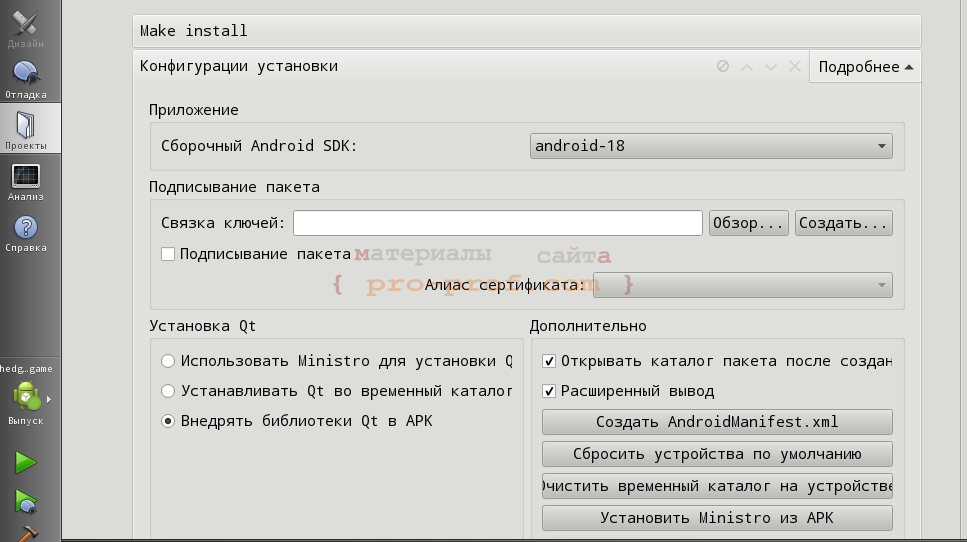 Make install
Конфигурации установки
Подробнее
Дизайн
Отладка
Проекты
Анализ
Справка
hedg...game
Выпуск
Приложение
Сборочный Android SDK:
android-18
Подписывание пакета
Связка ключей:
Обзор...
Создать...
Подписывание пакета
материалы сайта
{ pro-prof.com }
Алиас сертификата:
Установка Qt
Использовать Ministro для установки Q
Устанавливать Qt во временный каталог
Внедрять библиотеки Qt в APK
Дополнительно
Открывать каталог пакета после создан
Расширенный вывод
Создать AndroidManifest.xml
Сбросить устройства по умолчанию
Очистить временный каталог на устройстве
Установить Ministro из APK